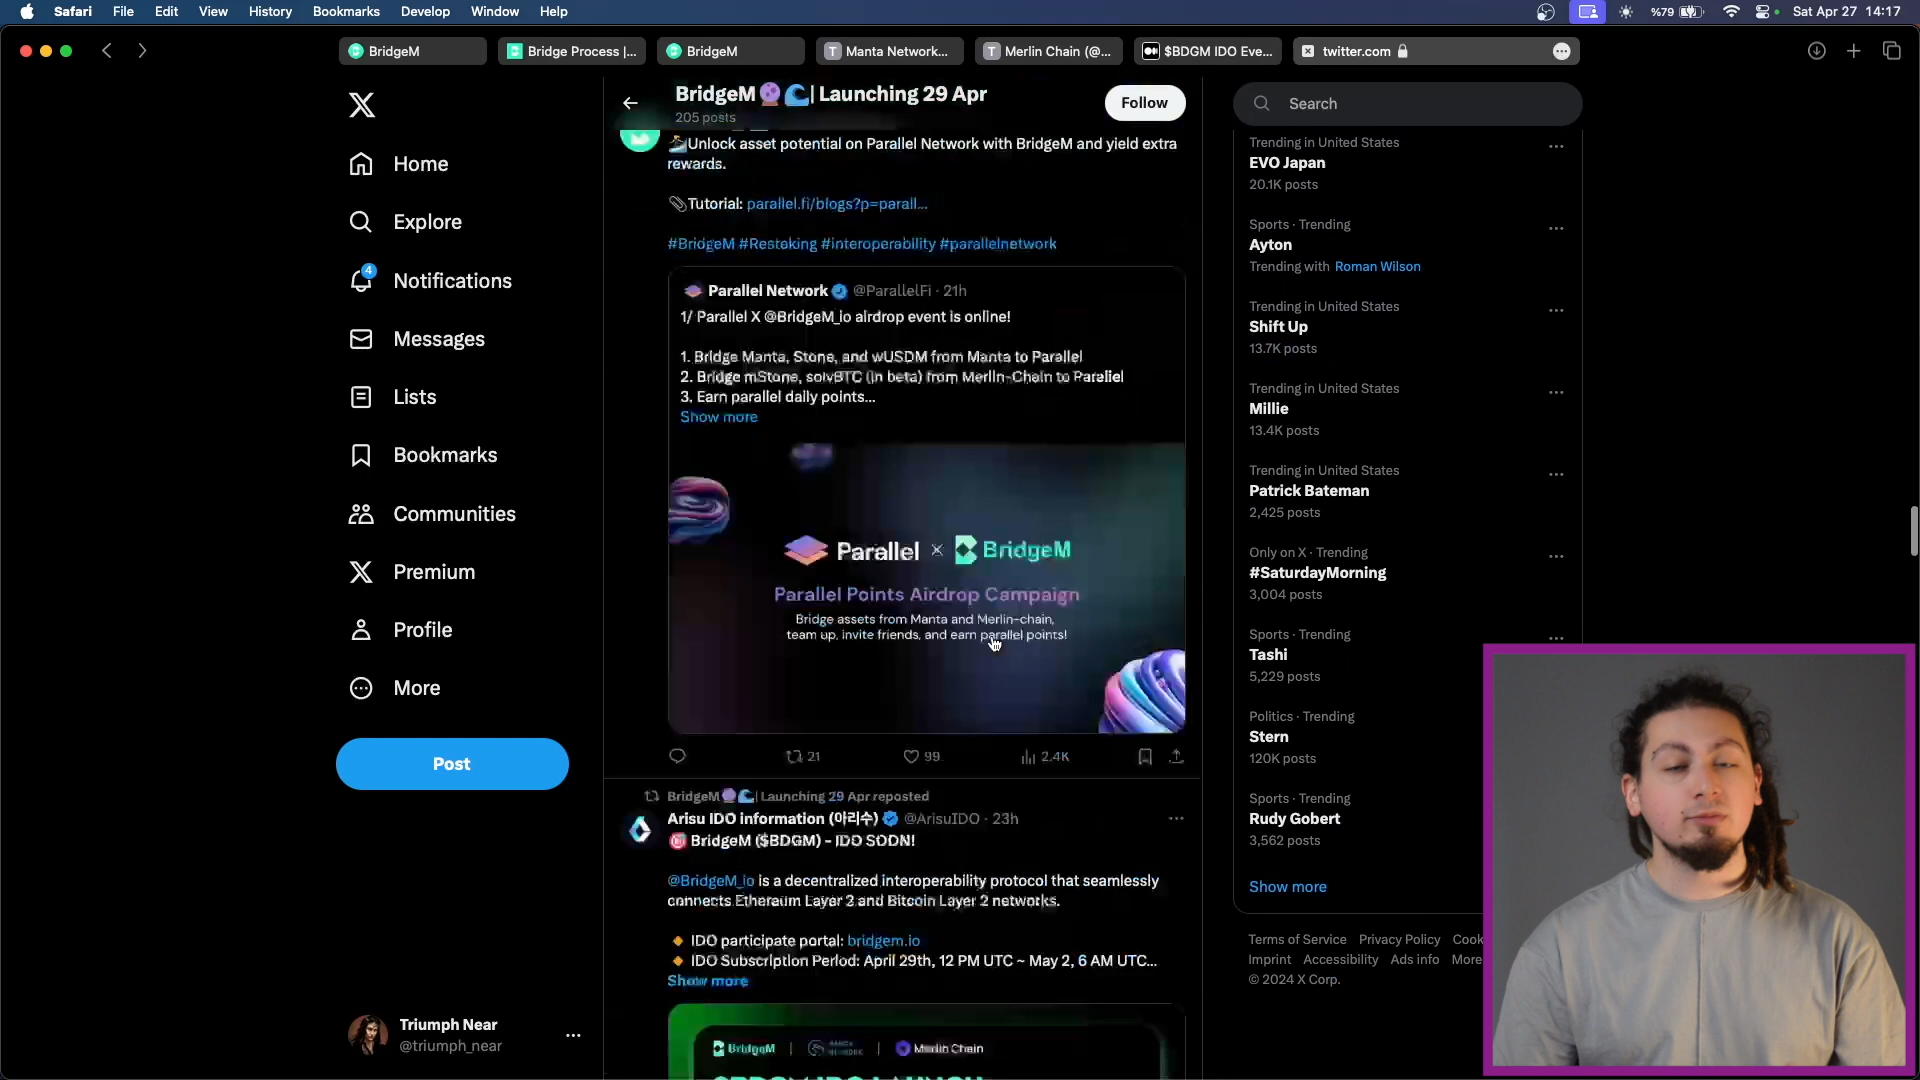 Safari File Edit View History Bookmarks Develop Window Help
%79 Sat Apr 27 14:17
BridgeM
Bridge Process |...
BridgeM
Manta Network...
Merlin Chain (@...
$BDGM IDO Eve...
twitter.com
Home
Explore
4
Notifications
Messages
Lists
Bookmarks
Communities
Premium
Profile
More
Post
Triumph Near
@triumph_near
BridgeM🔮🌊| Launching 29 Apr
205 posts
Follow
Unlock asset potential on Parallel Network with BridgeM and yield extra
rewards.
📎Tutorial: parallel.fi/blogs?p=parall...
#BridgeM #Restaking #interoperability #parallelnetwork
Parallel Network @ParallelFi · 21h
1/ Parallel X @BridgeM_io airdrop event is online!
1. Bridge Manta, Stone, and wUSDM from Manta to Parallel
2. Bridge mStone, solvBTC (in beta) from Merlin-Chain to Parallel
3. Earn parallel daily points...
Show more
Parallel × BridgeM
Parallel Points Airdrop Campaign
Bridge assets from Manta and Merlin-chain,
team up, invite friends, and earn parallel points!
21 99 2.4K
BridgeM🔮🌊| Launching 29 Apr reposted
Arisu IDO information (아리수) @ArisuIDO · 23h
🎯 BridgeM ($BDGM) - IDO SOON!
@BridgeM_io is a decentralized interoperability protocol that seamlessly
connects Ethereum Layer 2 and Bitcoin Layer 2 networks.
🔸 IDO participate portal: bridgem.io
🔸 IDO Subscription Period: April 29th, 12 PM UTC ~ May 2, 6 AM UTC...
Show more
BridgeM | MANTA NETWORK | Merlin Chain
$BDGM IDO LAUNCH
Search
Trending in United States
EVO Japan
20.1K posts
Sports · Trending
Ayton
Trending with Roman Wilson
Trending in United States
Shift Up
13.7K posts
Trending in United States
Millie
13.4K posts
Trending in United States
Patrick Bateman
2,425 posts
Only on X · Trending
#SaturdayMorning
3,004 posts
Sports · Trending
Tashi
5,229 posts
Politics · Trending
Stern
120K posts
Sports · Trending
Rudy Gobert
3,562 posts
Show more
Terms of Service Privacy Policy Cook
Imprint Accessibility Ads info More
© 2024 X Corp.